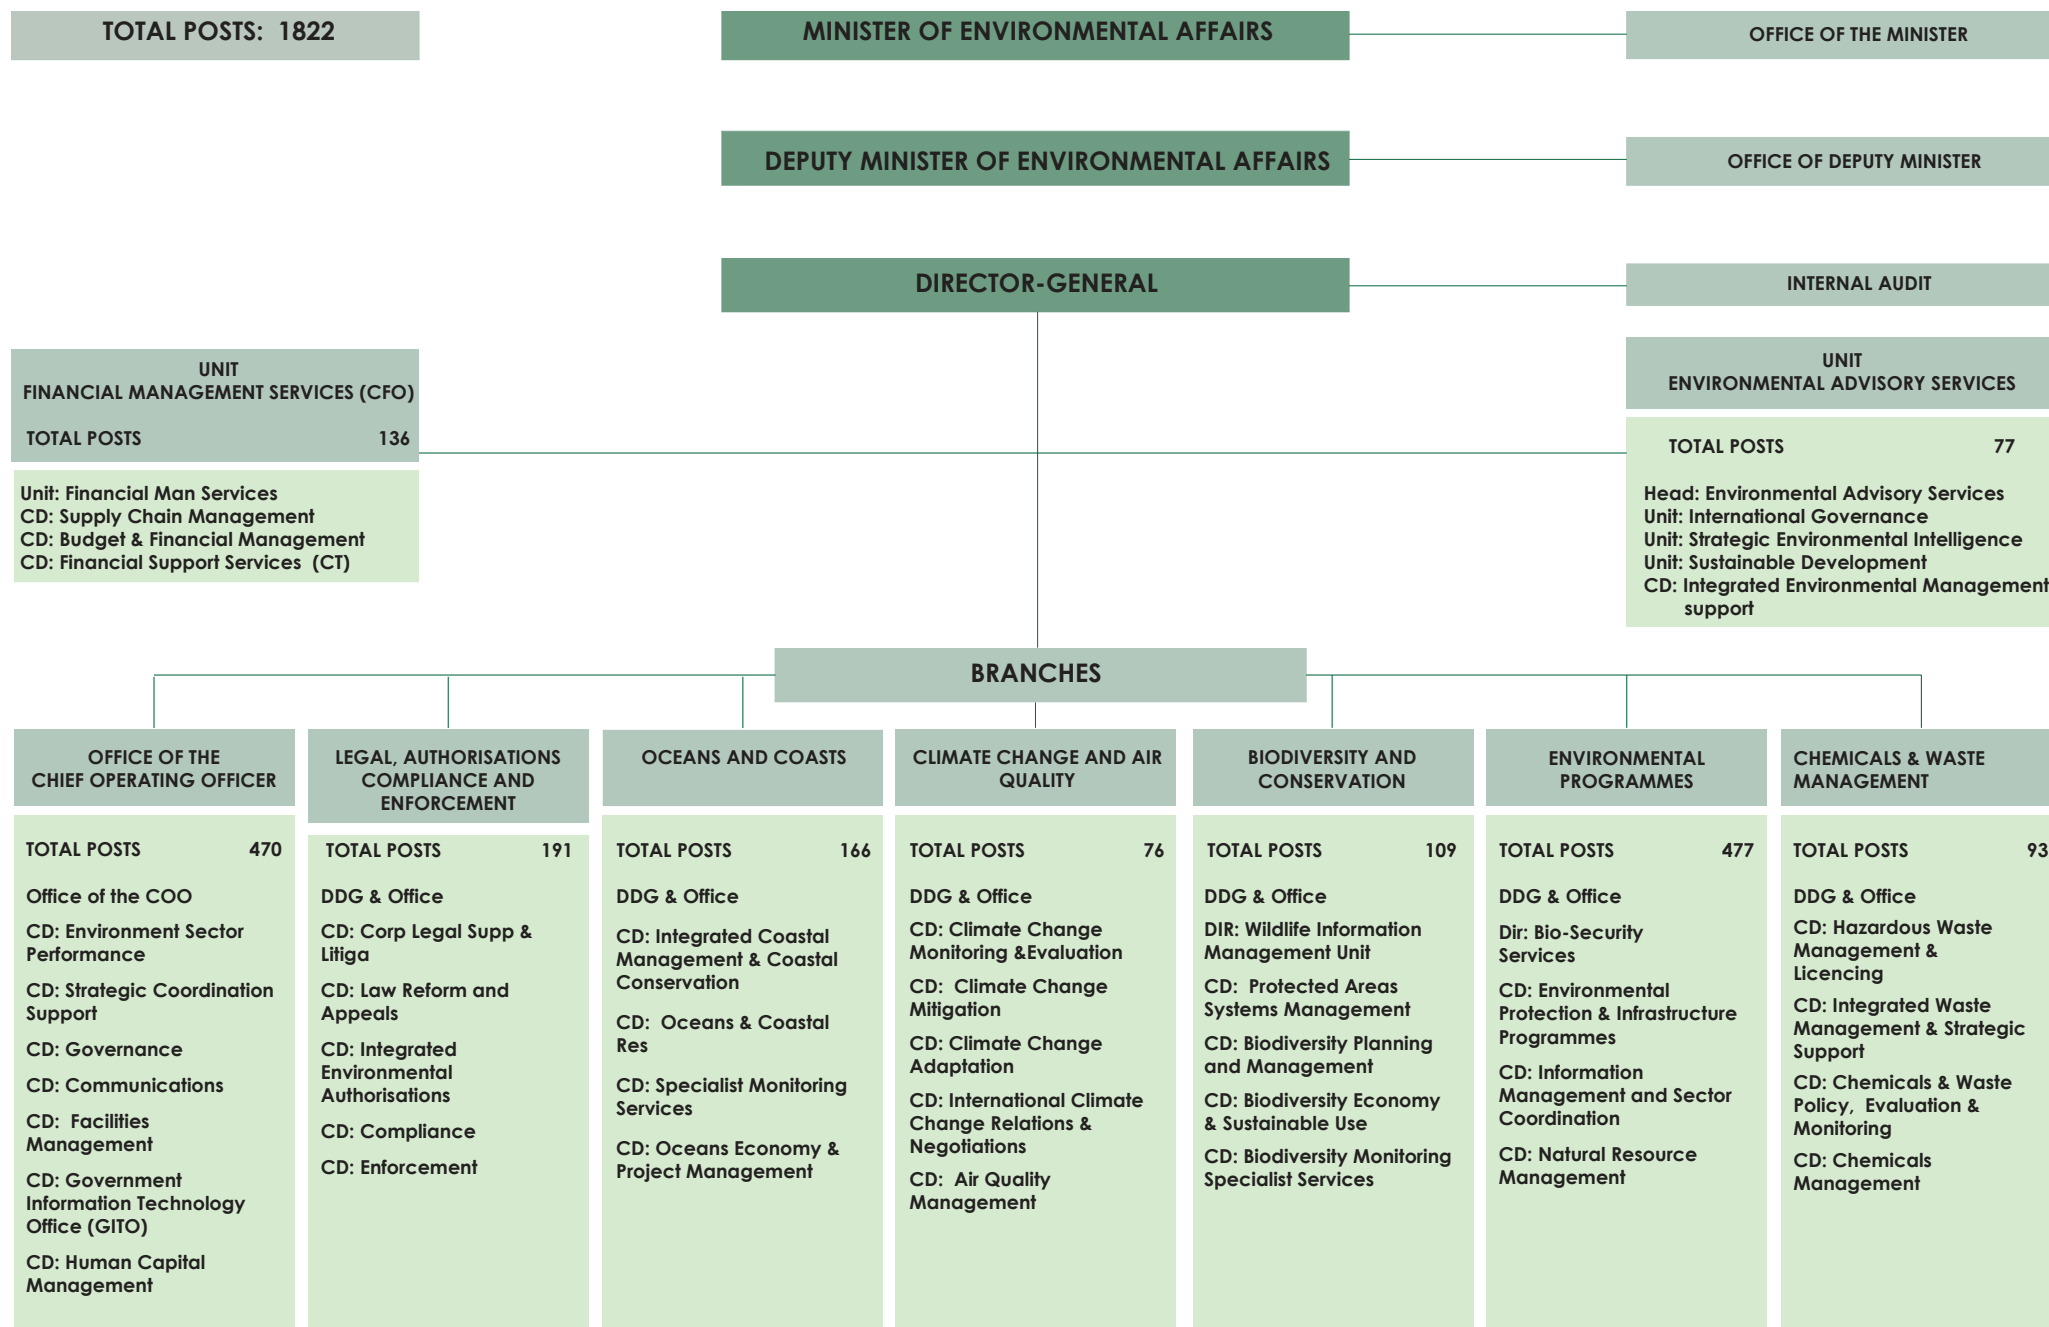 TOTAL POSTS: 1822
MINISTER OF ENVIRONMENTAL AFFAIRS
OFFICE OF THE MINISTER
DEPUTY MINISTER OF ENVIRONMENTAL AFFAIRS
OFFICE OF DEPUTY MINISTER
DIRECTOR-GENERAL
INTERNAL AUDIT
UNIT
FINANCIAL MANAGEMENT SERVICES (CFO)
TOTAL POSTS 136
Unit: Financial Man Services
CD: Supply Chain Management
CD: Budget & Financial Management
CD: Financial Support Services (CT)
UNIT
ENVIRONMENTAL ADVISORY SERVICES
TOTAL POSTS 77
Head: Environmental Advisory Services
Unit: International Governance
Unit: Strategic Environmental Intelligence
Unit: Sustainable Development
CD: Integrated Environmental Management
support
BRANCHES
OFFICE OF THE
CHIEF OPERATING OFFICER
TOTAL POSTS 470
Office of the COO
CD: Environment Sector
Performance
CD: Strategic Coordination
Support
CD: Governance
CD: Communications
CD: Facilities
Management
CD: Government
Information Technology
Office (GITO)
CD: Human Capital
Management
LEGAL, AUTHORISATIONS
COMPLIANCE AND
ENFORCEMENT
TOTAL POSTS 191
DDG & Office
CD: Corp Legal Supp &
Litiga
CD: Law Reform and
Appeals
CD: Integrated
Environmental
Authorisations
CD: Compliance
CD: Enforcement
OCEANS AND COASTS
TOTAL POSTS 166
DDG & Office
CD: Integrated Coastal
Management & Coastal
Conservation
CD: Oceans & Coastal
Res
CD: Specialist Monitoring
Services
CD: Oceans Economy &
Project Management
CLIMATE CHANGE AND AIR
QUALITY
TOTAL POSTS 76
DDG & Office
CD: Climate Change
Monitoring &Evaluation
CD: Climate Change
Mitigation
CD: Climate Change
Adaptation
CD: International Climate
Change Relations &
Negotiations
CD: Air Quality
Management
BIODIVERSITY AND
CONSERVATION
TOTAL POSTS 109
DDG & Office
DIR: Wildlife Information
Management Unit
CD: Protected Areas
Systems Management
CD: Biodiversity Planning
and Management
CD: Biodiversity Economy
& Sustainable Use
CD: Biodiversity Monitoring
Specialist Services
ENVIRONMENTAL
PROGRAMMES
TOTAL POSTS 477
DDG & Office
Dir: Bio-Security
Services
CD: Environmental
Protection & Infrastructure
Programmes
CD: Information
Management and Sector
Coordination
CD: Natural Resource
Management
CHEMICALS & WASTE
MANAGEMENT
TOTAL POSTS 93
DDG & Office
CD: Hazardous Waste
Management &
Licencing
CD: Integrated Waste
Management & Strategic
Support
CD: Chemicals & Waste
Policy, Evaluation &
Monitoring
CD: Chemicals
Management